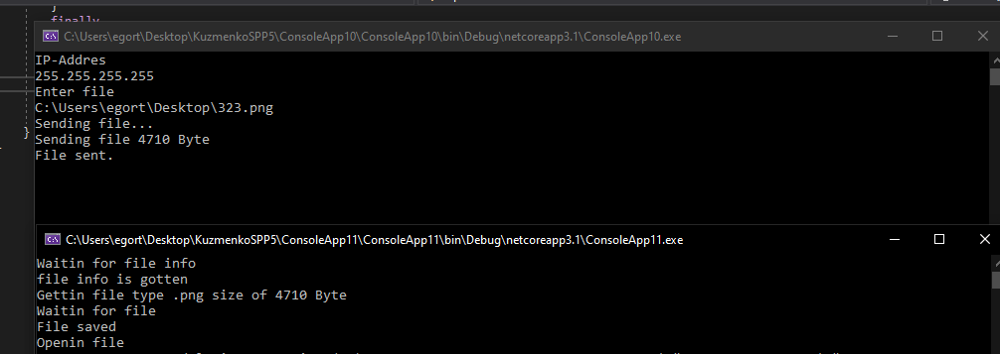 }
finally
C:\Users\egort\Desktop\KuzmenkoSPP5\ConsoleApp10\ConsoleApp10\bin\Debug\netcoreapp3.1\ConsoleApp10.exe
IP-Addres
255.255.255.255
Enter file
C:\Users\egort\Desktop\323.png
Sending file...
Sending file 4710 Byte
}
File sent.
C:\Users\egort\Desktop\KuzmenkoSPP5\ConsoleApp11\ConsoleApp11\bin\Debug\netcoreapp3.1\ConsoleApp11.exe
Waitin for file info
file info is gotten
Gettin file type .png size of 4710 Byte
Waitin for file
File saved
Openin file